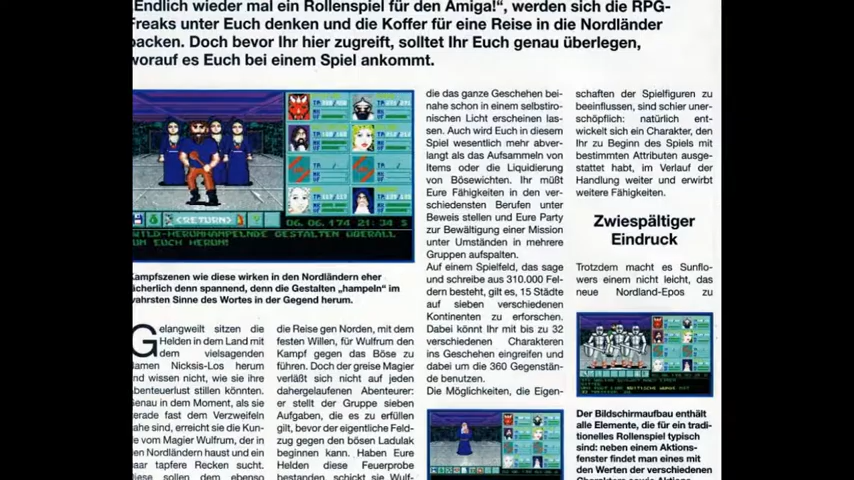 „Endlich wieder mal ein Rollenspiel für den Amiga!“, werden sich die RPG-
Freaks unter Euch denken und die Koffer für eine Reise in die Nordländer
packen. Doch bevor Ihr hier zugreift, solltet Ihr Euch genau überlegen,
worauf es Euch bei einem Spiel ankommt.
<RETURN>
06.06.174 21:34
WILD HERUMHAMPELNDE GESTALTEN ÜBERALL
UM EUCH HERUM!
Kampfszenen wie diese wirken in den Nordländern eher
lächerlich denn spannend, denn die Gestalten „hampeln“ im
wahrsten Sinne des Wortes in der Gegend herum.
Gelangweilt sitzen die
Helden in dem Land mit
dem vielsagenden
Namen Nicksis-Los herum
und wissen nicht, wie sie ihre
Abenteuerlust stillen könnten.
Genau in dem Moment, als sie
gerade fast dem Verzweifeln
nahe sind, erreicht sie die Kun-
de vom Magier Wulfrum, der in
den Nordländern haust und ein
paar tapfere Recken sucht.
Diese sollen dem ebenso
die Reise gen Norden, mit dem
festen Willen, für Wulfrum den
Kampf gegen das Böse zu
führen. Doch der greise Magier
verläßt sich nicht auf jeden
dahergelaufenen Abenteurer:
er stellt der Gruppe sieben
Aufgaben, die es zu erfüllen
gilt, bevor der eigentliche Feld-
zug gegen den bösen Ladulak
beginnen kann. Haben Eure
Helden diese Feuerprobe
bestanden, schickt sie Wulf-
die das ganze Geschehen bei-
nahe schon in einem selbstiro-
nischen Licht erscheinen las-
sen. Auch wird Euch in diesem
Spiel wesentlich mehr abver-
langt als das Aufsammeln von
Items oder die Liquidierung
von Bösewichten. Ihr müßt
Eure Fähigkeiten in den ver-
schiedensten Berufen unter
Beweis stellen und Eure Party
zur Bewältigung einer Mission
unter Umständen in mehrere
Gruppen aufspalten.
Auf einem Spielfeld, das sage
und schreibe aus 310.000 Fel-
dern besteht, gilt es, 15 Städte
auf sieben verschiedenen
Kontinenten zu erforschen.
Dabei könnt Ihr mit bis zu 32
verschiedenen Charakteren
ins Geschehen eingreifen und
dabei um die 360 Gegenstän-
de benutzen.
Die Möglichkeiten, die Eigen-
schaften der Spielfiguren zu
beeinflussen, sind schier uner-
schöpflich: natürlich ent-
wickelt sich ein Charakter, den
Ihr zu Beginn des Spiels mit
bestimmten Attributen ausge-
stattet habt, im Verlauf der
Handlung weiter und erwirbt
weitere Fähigkeiten.
Zwiespältiger
Eindruck
Trotzdem macht es Sunflo-
wers einem nicht leicht, das
neue Nordland-Epos zu
Der Bildschirmaufbau enthält
alle Elemente, die für ein tradi-
tionelles Rollenspiel typisch
sind: neben einem Aktions-
fenster findet man eines mit
den Werten der verschiedenen